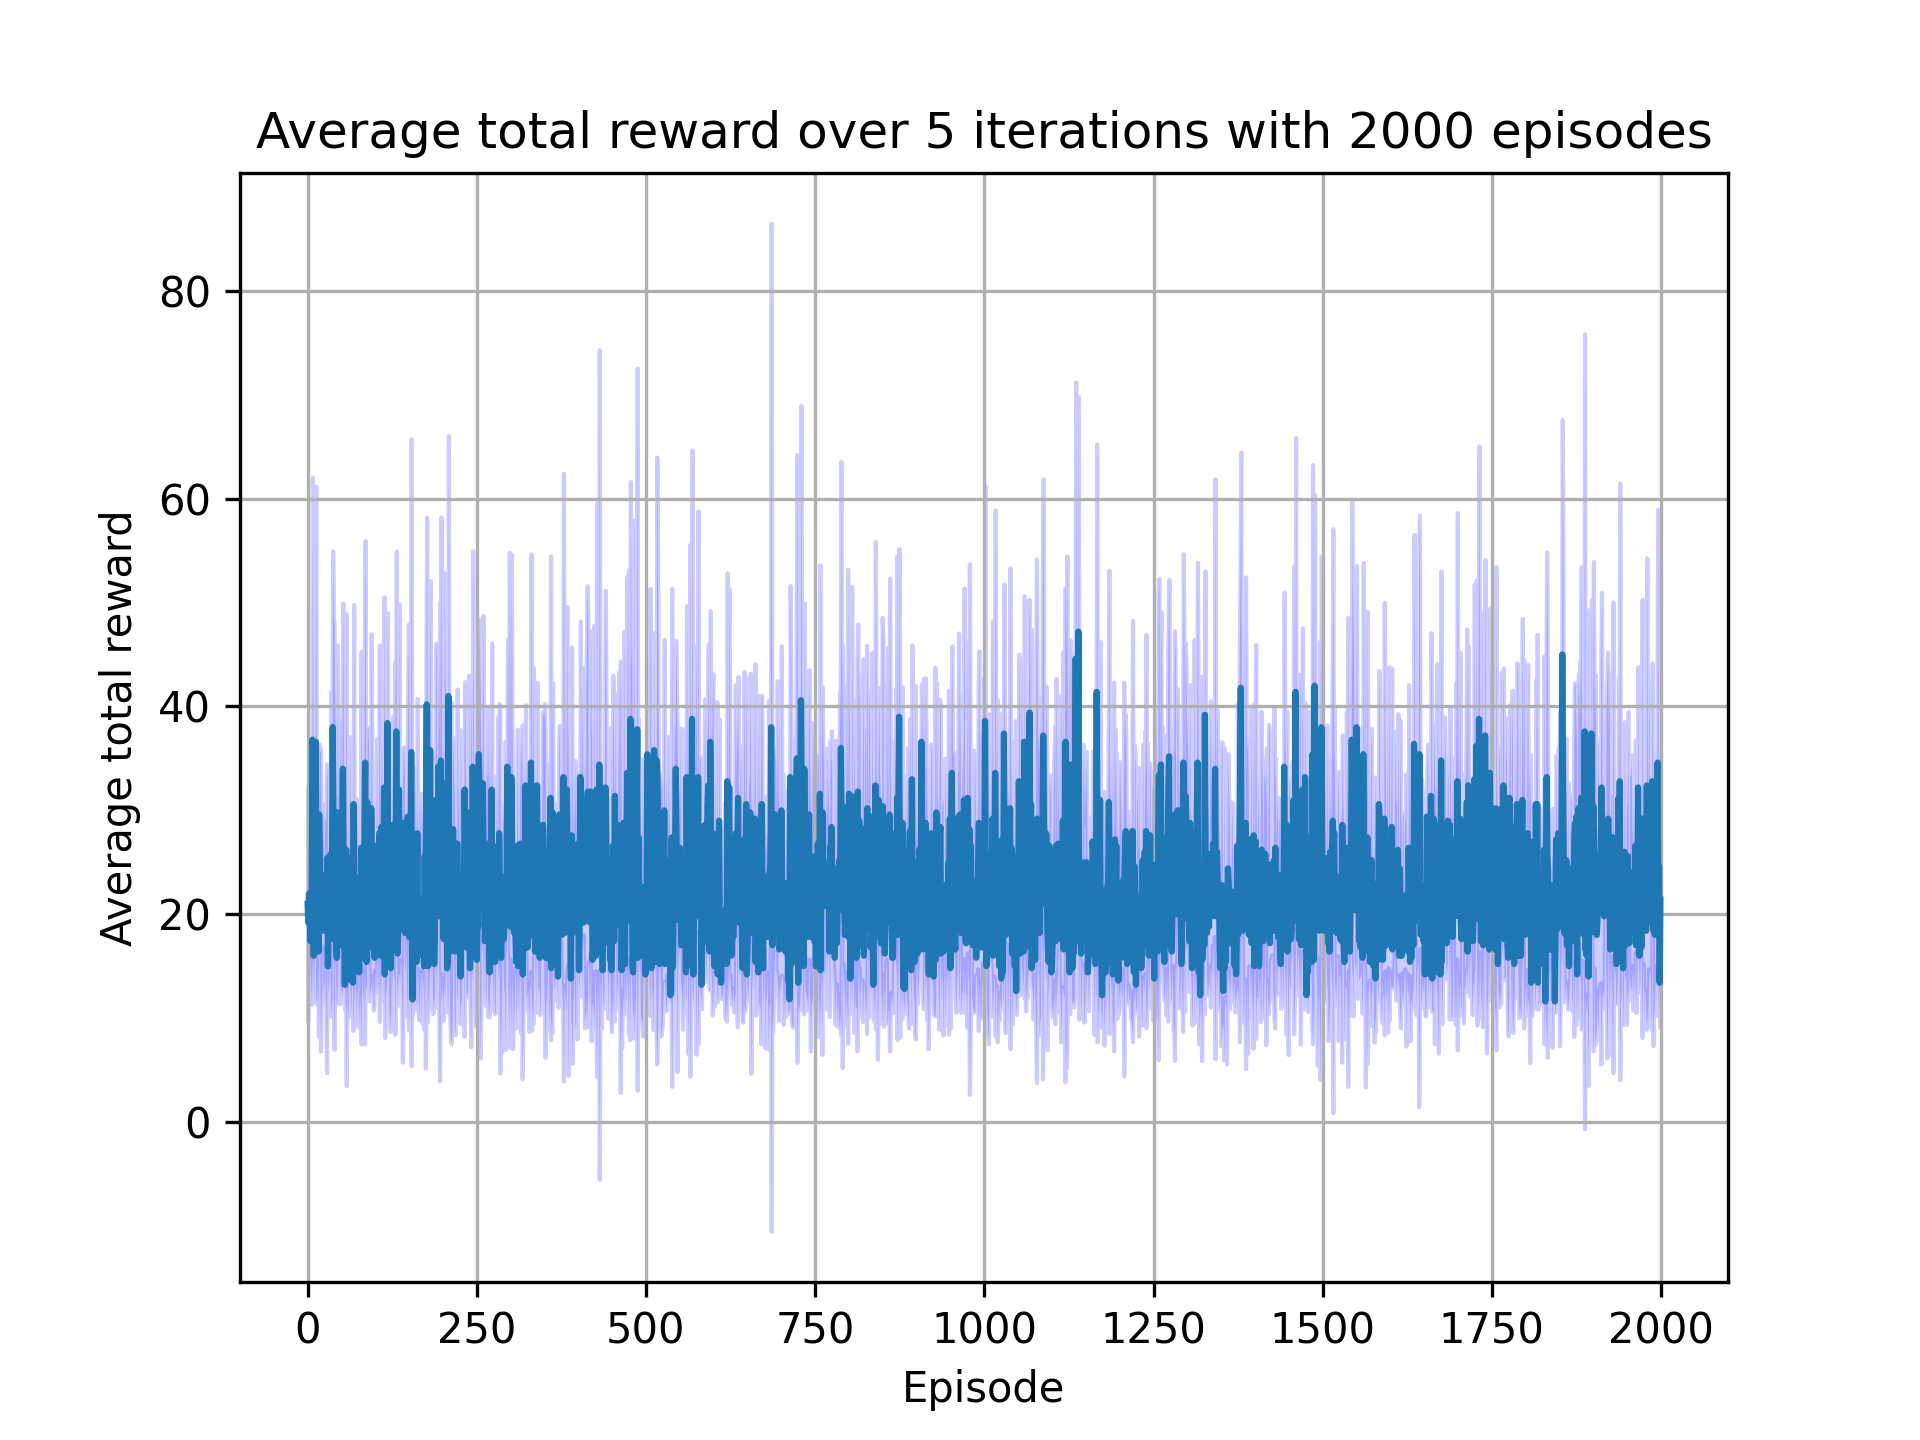 Average total reward over 5 iterations with 2000 episodes
80
60
40
20
0
Average total reward
0 250 500 750 1000 1250 1500 1750 2000
Episode